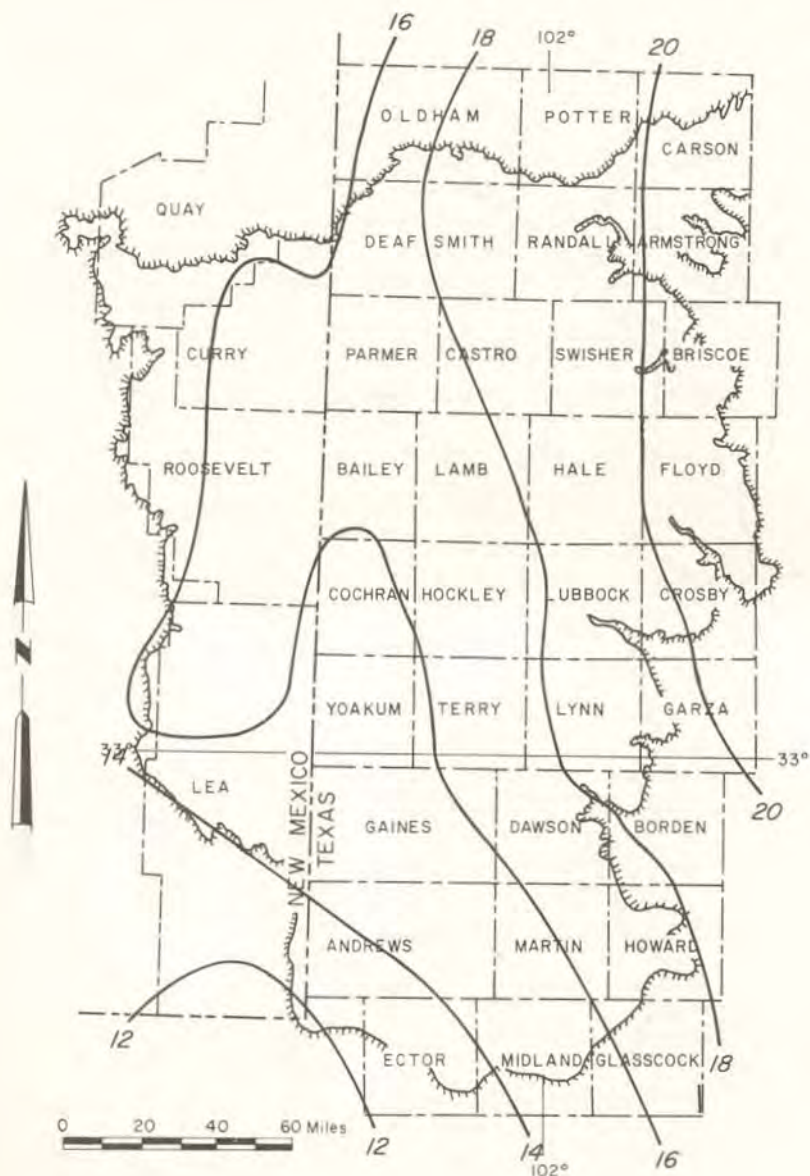 16 18 102° 20
OLDHAM POTTER
CARSON
QUAY
DEAF SMITH RANDALL ARMSTRONG
CURRY PARMER CASTRO SWISHER BRISCOE
ROOSEVELT BAILEY LAMB HALE FLOYD
COCHRAN HOCKLEY LUBBOCK CROSBY
N
YOAKUM TERRY LYNN GARZA
33° 33°
14
LEA
20
NEW MEXICO
TEXAS
GAINES DAWSON BORDEN
ANDREWS MARTIN HOWARD
12
ECTOR MIDLAND GLASSCOCK 18
0 20 40 60 Miles
12 14 16
102°